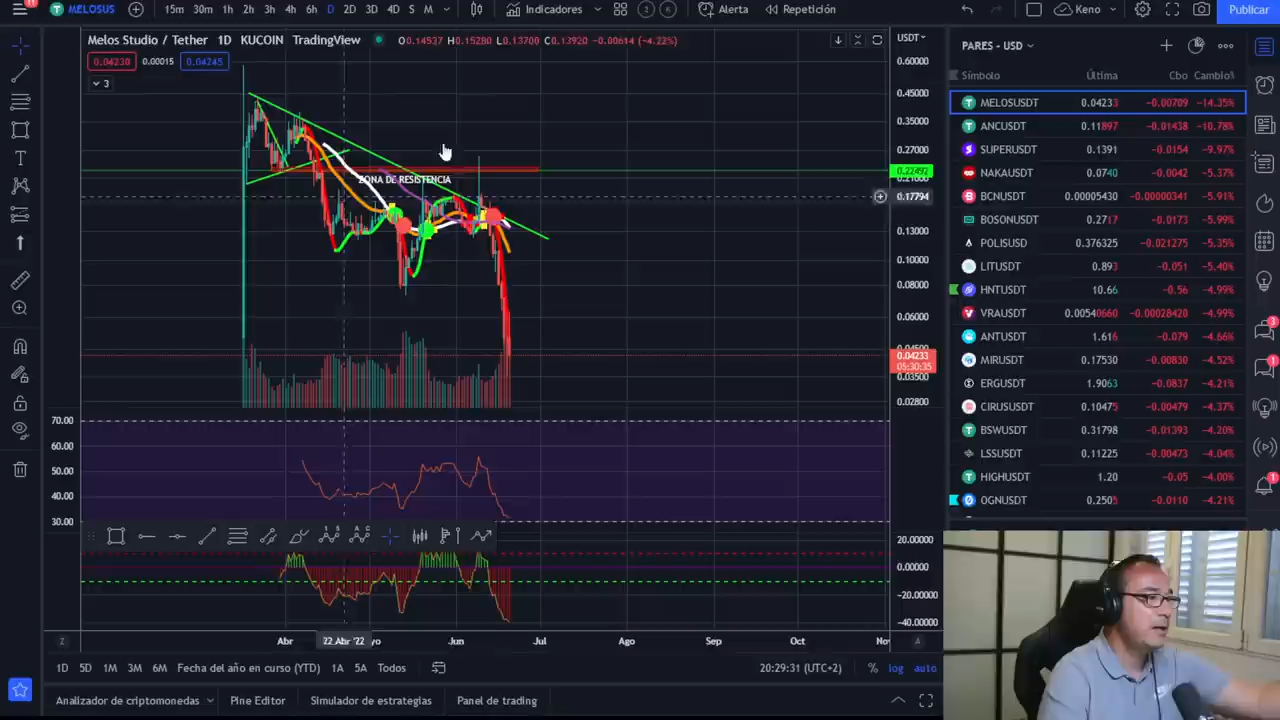 MELOSUS 15m 30m 1h 2h 3h 4h 6h D 2D 3D 4D S M Indicadores 2 K Alerta Repetición Keno Publicar
Melos Studio / Tether 1D KUCOIN TradingView O0.14537 H0.15280 L0.13700 C0.13920 −0.00614 (−4.22%)
0.04230 0.00015 0.04245
3
USDT
0.60000
0.45000
0.35000
0.27000
0.22492
0.21000
0.17794
0.13000
0.10000
0.08000
0.06000
0.04500
0.04233
05:30:35
0.03500
0.02800
ZONA DE RESISTENCIA
70.00
60.00
50.00
40.00
30.00
20.00000
0.00000
−20.00000
−40.00000
Z Abr 22 Abr '22 yo Jun Jul Ago Sep Oct Nov A
1D 5D 1M 3M 6M Fecha del año en curso (YTD) 1A 5A Todos 20:29:31 (UTC+2) % log auto
Analizador de criptomonedas Pine Editor Simulador de estrategias Panel de trading
PARES - USD
Símbolo Última Cbo Cambio%
MELOSUSDT 0.04233 −0.00709 −14.35%
ANCUSDT 0.11897 −0.01438 −10.78%
SUPERUSDT 0.1391 −0.0154 −9.97%
NAKAUSDT 0.0740 −0.0042 −5.37%
BCNUSDT 0.00005430 −0.00000341 −5.91%
BOSONUSDT 0.2717 −0.0173 −5.99%
POLISUSD 0.376325 −0.021275 −5.35%
LITUSDT 0.893 −0.051 −5.40%
HNTUSDT 10.66 −0.56 −4.99%
VRAUSDT 0.00540660 −0.00028420 −4.99%
ANTUSDT 1.616 −0.079 −4.66%
MIRUSDT 0.17530 −0.00830 −4.52%
ERGUSDT 1.9063 −0.0837 −4.21%
CIRUSUSDT 0.10475 −0.00479 −4.37%
BSWUSDT 0.31798 −0.01393 −4.20%
LSSUSDT 0.11225 −0.00473 −4.04%
HIGHUSDT 1.20 −0.05 −4.00%
OGNUSDT 0.2505 −0.0110 −4.21%